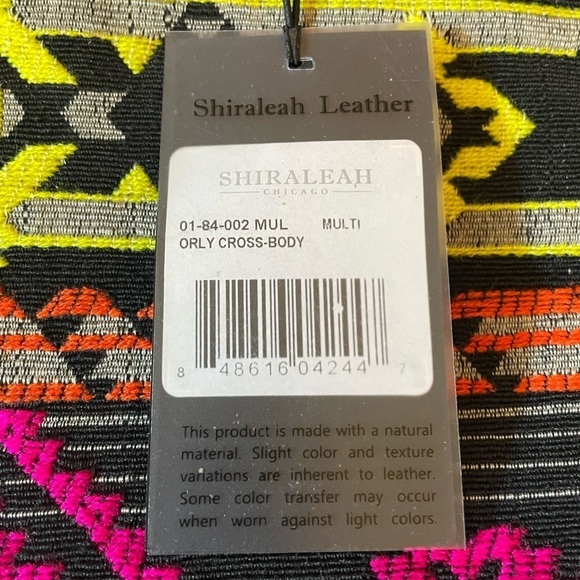 Shiraleah Leather
SHIRALEAH
CHICAGO
01-84-002 MUL MULTI
ORLY CROSS-BODY
8 48616 04244 7
This product is made with a natural
material. Slight color and texture
variations are inherent to leather.
Some color transfer may occur
when worn against light colors.